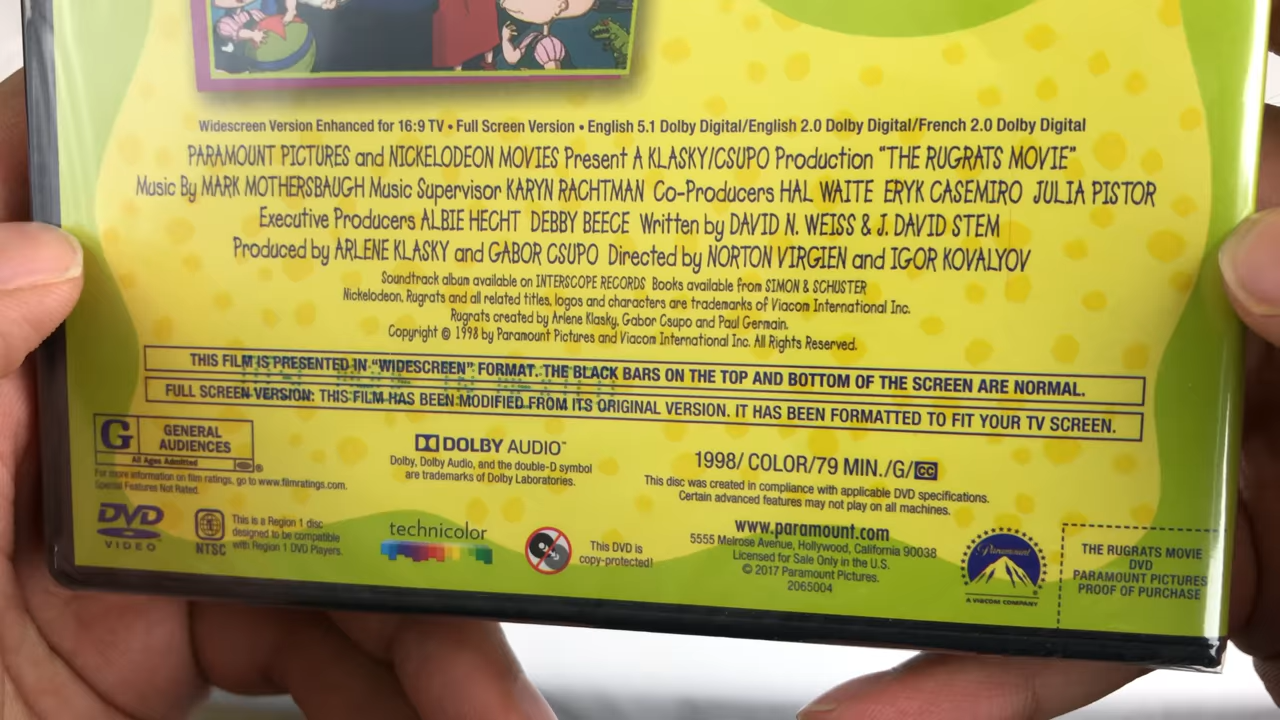 Widescreen Version Enhanced for 16:9 TV • Full Screen Version • English 5.1 Dolby Digital/English 2.0 Dolby Digital/French 2.0 Dolby Digital
PARAMOUNT PICTURES and NICKELODEON MOVIES Present A KLASKY/CSUPO Production "THE RUGRATS MOVIE"
Music By MARK MOTHERSBAUGH Music Supervisor KARYN RACHTMAN Co-Producers HAL WAITE ERYK CASEMIRO JULIA PISTOR
Executive Producers ALBIE HECHT DEBBY BEECE Written by DAVID N. WEISS & J. DAVID STEM
Produced by ARLENE KLASKY and GABOR CSUPO Directed by NORTON VIRGIEN and IGOR KOVALYOV
Soundtrack album available on INTERSCOPE RECORDS Books available from SIMON & SCHUSTER
Nickelodeon, Rugrats and all related titles, logos and characters are trademarks of Viacom International Inc.
Rugrats created by Arlene Klasky, Gabor Csupo and Paul Germain.
Copyright © 1998 by Paramount Pictures and Viacom International Inc. All Rights Reserved.
THIS FILM IS PRESENTED IN "WIDESCREEN" FORMAT. THE BLACK BARS ON THE TOP AND BOTTOM OF THE SCREEN ARE NORMAL.
FULL SCREEN VERSION: THIS FILM HAS BEEN MODIFIED FROM ITS ORIGINAL VERSION. IT HAS BEEN FORMATTED TO FIT YOUR TV SCREEN.
G GENERAL
AUDIENCES
All Ages Admitted
®
For more information on film ratings, go to www.filmratings.com.
Special Features Not Rated.
DOLBY AUDIO™
Dolby, Dolby Audio, and the double-D symbol
are trademarks of Dolby Laboratories.
1998/ COLOR/79 MIN./G/CC
This disc was created in compliance with applicable DVD specifications.
Certain advanced features may not play on all machines.
DVD
VIDEO
NTSC
This is a Region 1 disc
designed to be compatible
with Region 1 DVD Players.
technicolor
This DVD is
copy-protected!
www.paramount.com
5555 Melrose Avenue, Hollywood, California 90038
Licensed for Sale Only in the U.S.
© 2017 Paramount Pictures.
2065004
Paramount
A VIACOM COMPANY
THE RUGRATS MOVIE
DVD
PARAMOUNT PICTURES
PROOF OF PURCHASE